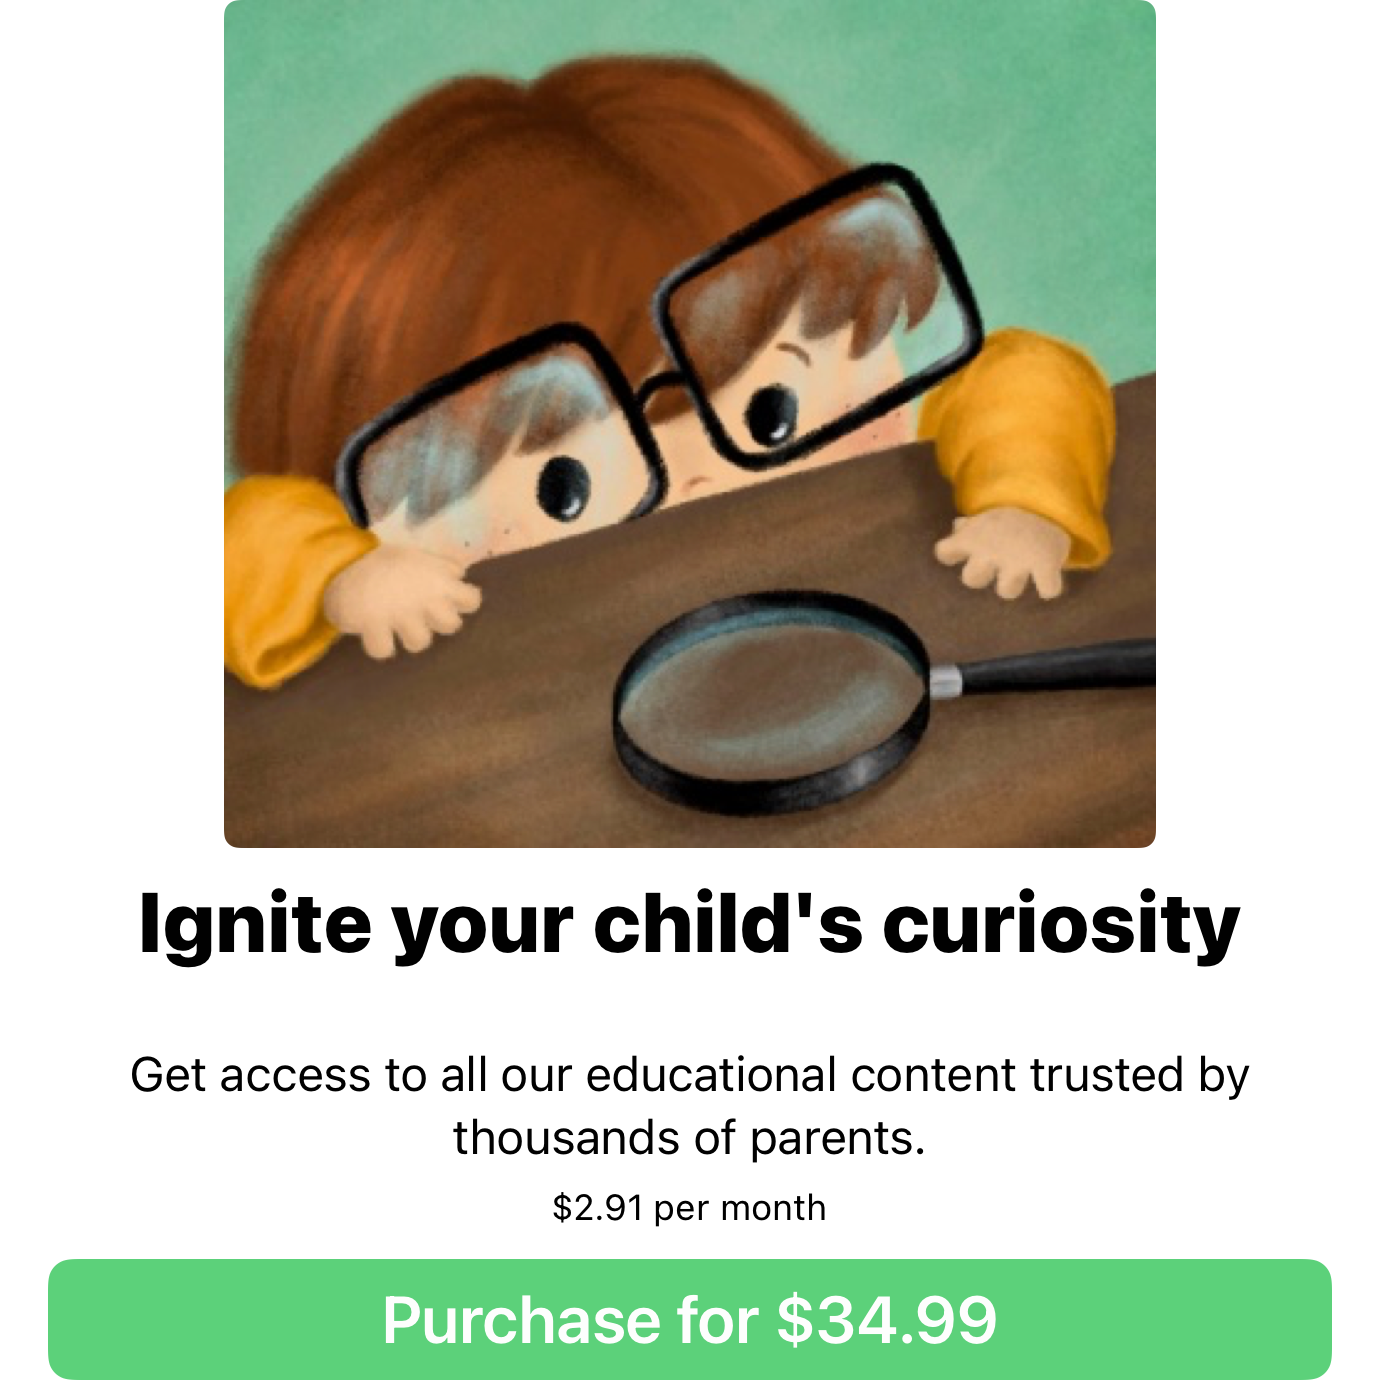 Ignite your child's curiosity
Get access to all our educational content trusted by
thousands of parents.
$2.91 per month
Purchase for $34.99